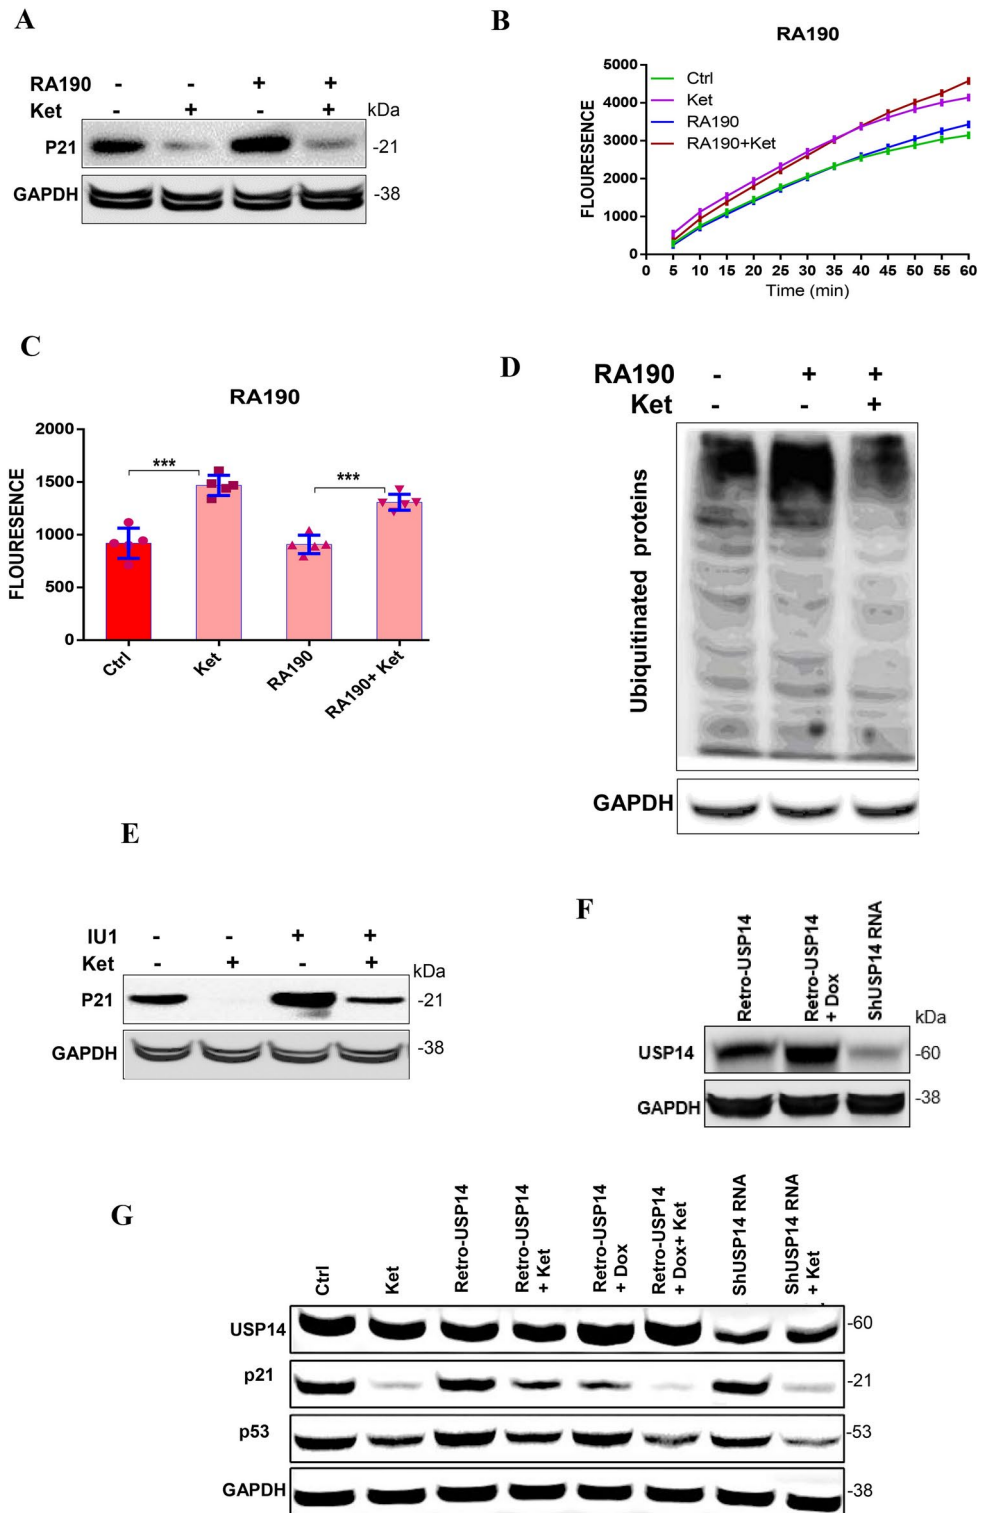 A
RA190 - - + +
Ket - + - + kDa
P21 -21
GAPDH -38
B
RA190
5000
4000
3000
2000
1000
0
Ctrl
Ket
RA190
RA190+Ket
FLOURESENCE
0 5 10 15 20 25 30 35 40 45 50 55 60
Time (min)
C
RA190
2000
1500
1000
500
0
*** ***
FLOURESENCE
Ctrl Ket RA190 RA190+ Ket
D
RA190 - + +
Ket - - +
Ubiquitinated proteins
GAPDH
E
IU1 - - + +
Ket - + - +
kDa
P21 -21
GAPDH -38
F
Retro-USP14
Retro-USP14
+ Dox
ShUSP14 RNA
kDa
USP14 -60
GAPDH -38
G
Ctrl
Ket
Retro-USP14
Retro-USP14
+ Ket
Retro-USP14
+ Dox
Retro-USP14
+ Dox+ Ket
ShUSP14 RNA
ShUSP14 RNA
+ Ket
USP14 -60
p21 -21
p53 -53
GAPDH -38